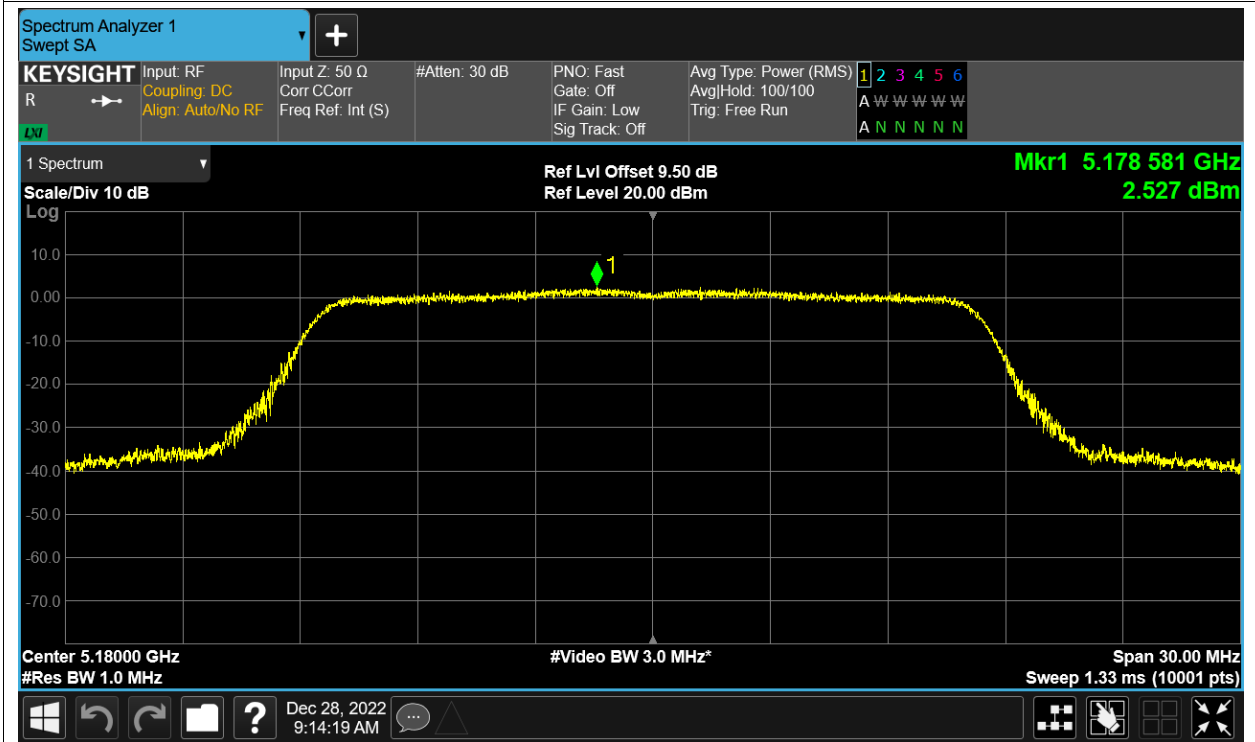 Spectrum Analyzer 1
Swept SA
+
KEYSIGHT
R
LXI
Input: RF
Coupling: DC
Align: Auto/No RF
Input Z: 50 Ω
Corr CCorr
Freq Ref: Int (S)
#Atten: 30 dB
PNO: Fast
Gate: Off
IF Gain: Low
Sig Track: Off
Avg Type: Power (RMS)
Avg|Hold: 100/100
Trig: Free Run
1 2 3 4 5 6
A W W W W W
A N N N N N
1 Spectrum
Scale/Div 10 dB
Log
Ref Lvl Offset 9.50 dB
Ref Level 20.00 dBm
Mkr1 5.178 581 GHz
2.527 dBm
10.0
1
0.00
-10.0
-20.0
-30.0
-40.0
-50.0
-60.0
-70.0
Center 5.18000 GHz
#Res BW 1.0 MHz
#Video BW 3.0 MHz*
Span 30.00 MHz
Sweep 1.33 ms (10001 pts)
?
Dec 28, 2022
9:14:19 AM